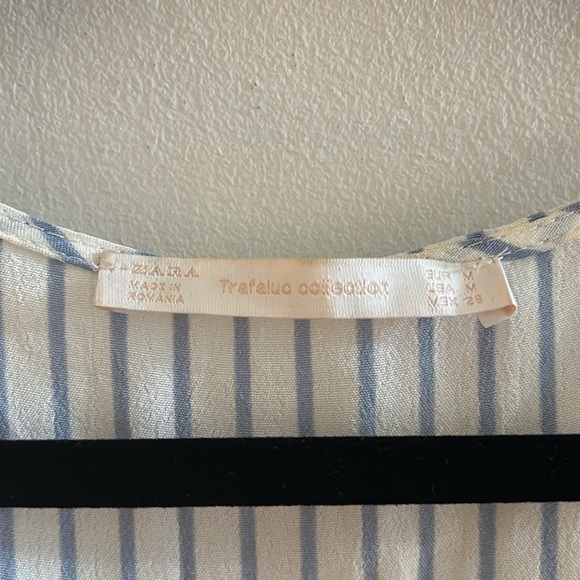 ZARA
MADE IN
ROMANIA
Trafaluc collection
EUR M
USA M
MEX 28